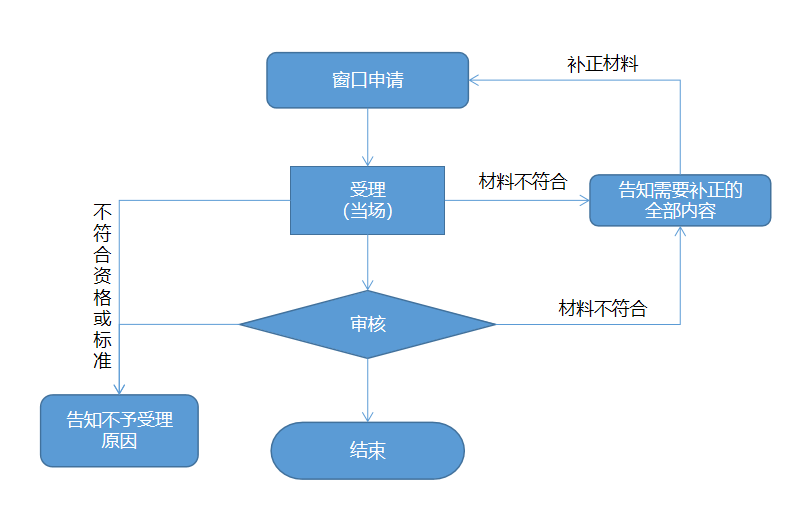 补正材料
窗口申请
材料不符合
受理
（当场）
告知需要补正的
全部内容
不符合资格或标准
材料不符合
审核
告知不予受理
原因
结束